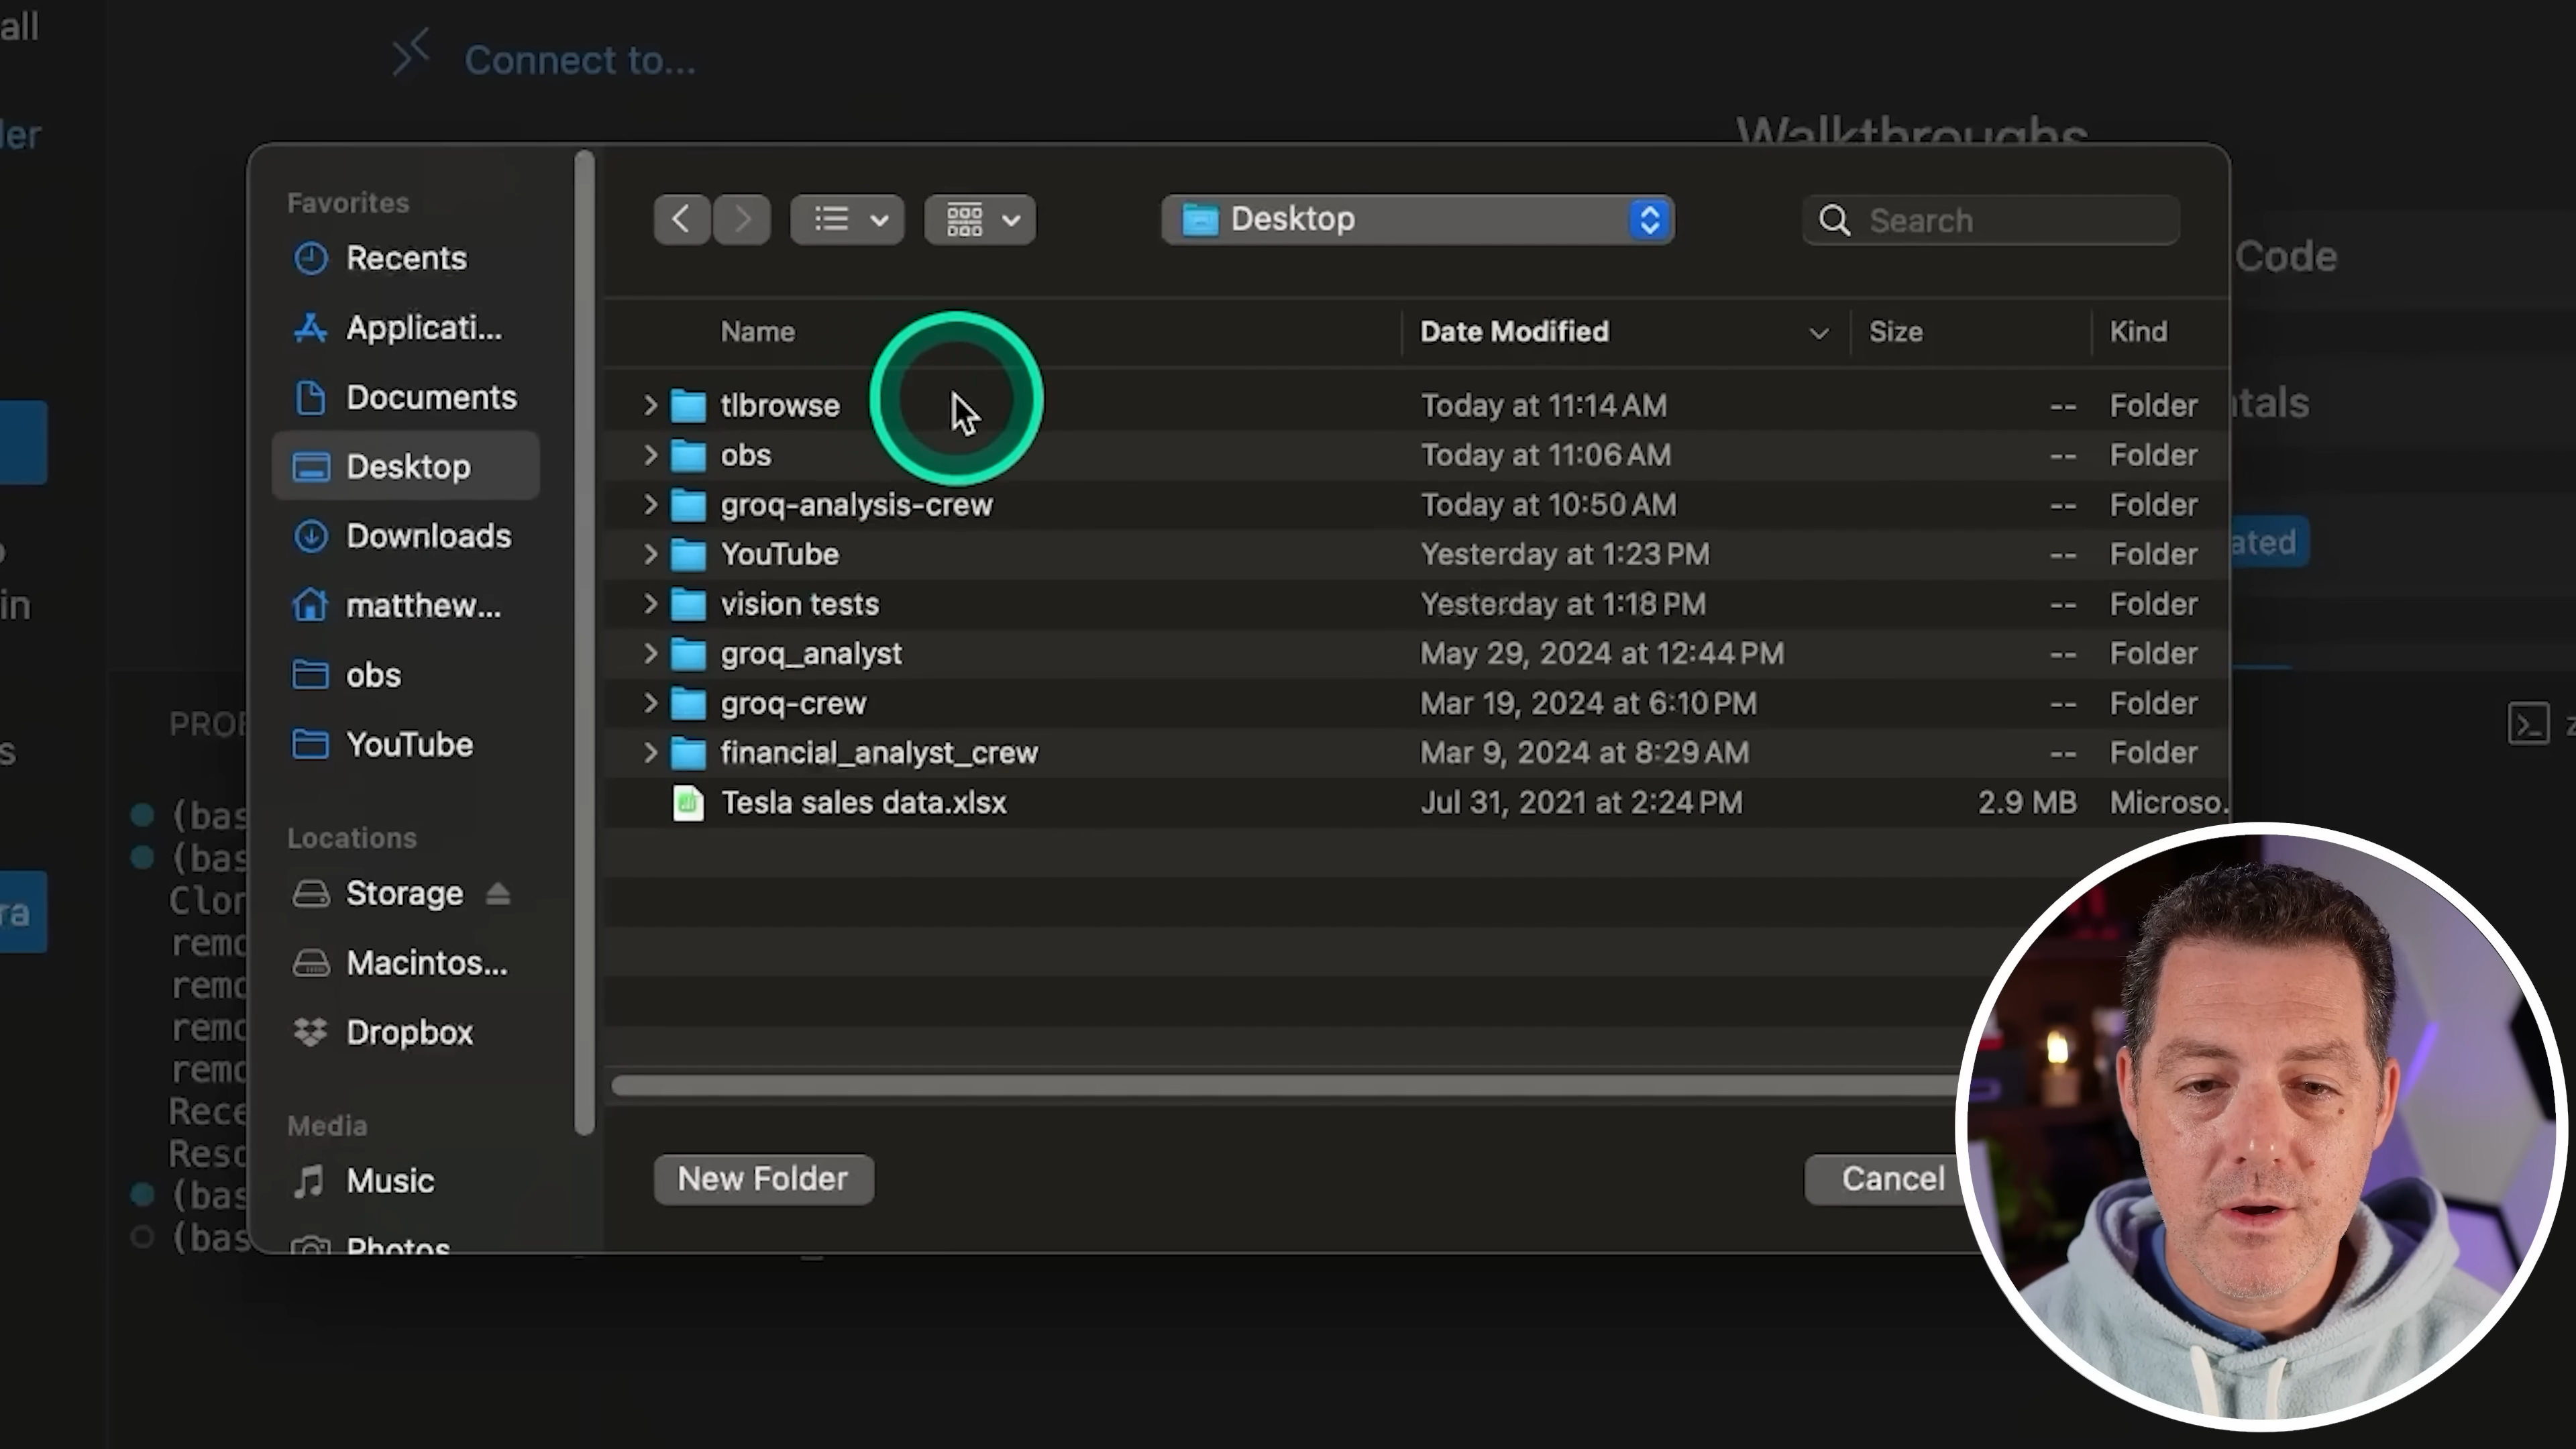 all
Connect to...
der
Walkthroughs
Code
Favorites
Recents
Applicati...
Documents
Desktop
Downloads
matthew...
obs
YouTube
Locations
Storage
Macintos...
Dropbox
Media
Music
Photos
Desktop
Search
Name Date Modified Size Kind
tlbrowse Today at 11:14 AM -- Folder
obs Today at 11:06 AM -- Folder
groq-analysis-crew Today at 10:50 AM -- Folder
YouTube Yesterday at 1:23 PM -- Folder
vision tests Yesterday at 1:18 PM -- Folder
groq_analyst May 29, 2024 at 12:44 PM -- Folder
groq-crew Mar 19, 2024 at 6:10 PM -- Folder
financial_analyst_crew Mar 9, 2024 at 8:29 AM -- Folder
Tesla sales data.xlsx Jul 31, 2021 at 2:24 PM 2.9 MB Microso.
New Folder
Cancel
ntals
ated
in
s
ra
PROB
(bas
(bas
Clon
remo
remo
remo
remo
Rece
Reso
(bas
(bas